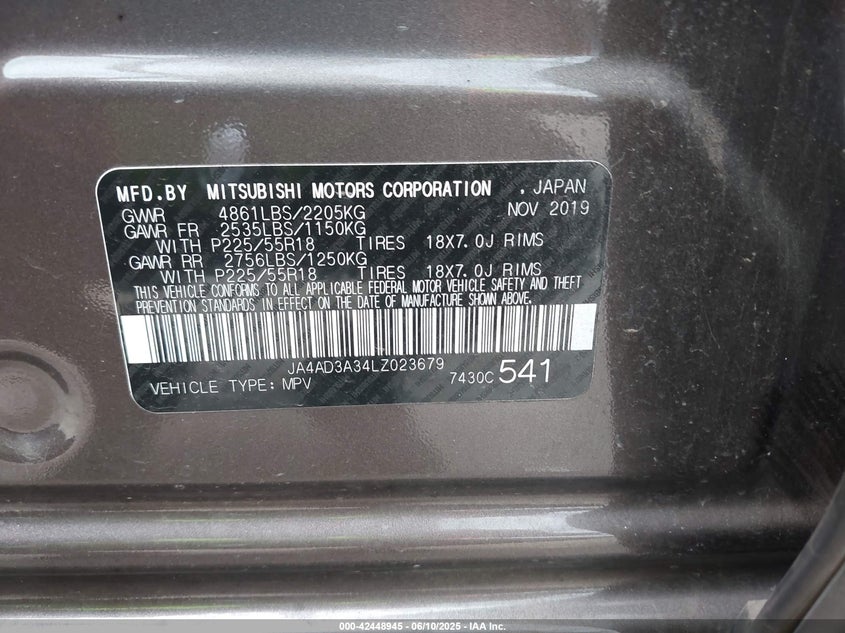 MFD.BY MITSUBISHI MOTORS CORPORATION . JAPAN
GVWR 4861LBS/2205KG NOV 2019
GAWR FR 2535LBS/1150KG
WITH P225/55R18 TIRES 18X7.0J RIMS
GAWR RR 2756LBS/1250KG
WITH P225/55R18 TIRES 18X7.0J RIMS
THIS VEHICLE CONFORMS TO ALL APPLICABLE FEDERAL MOTOR VEHICLE SAFETY AND THEFT
PREVENTION STANDARDS IN EFFECT ON THE DATE OF MANUFACTURE SHOWN ABOVE.
JA4AD3A34LZ023679
VEHICLE TYPE: MPV 7430C 541
000-42448945 - 06/10/2025 - IAA Inc.